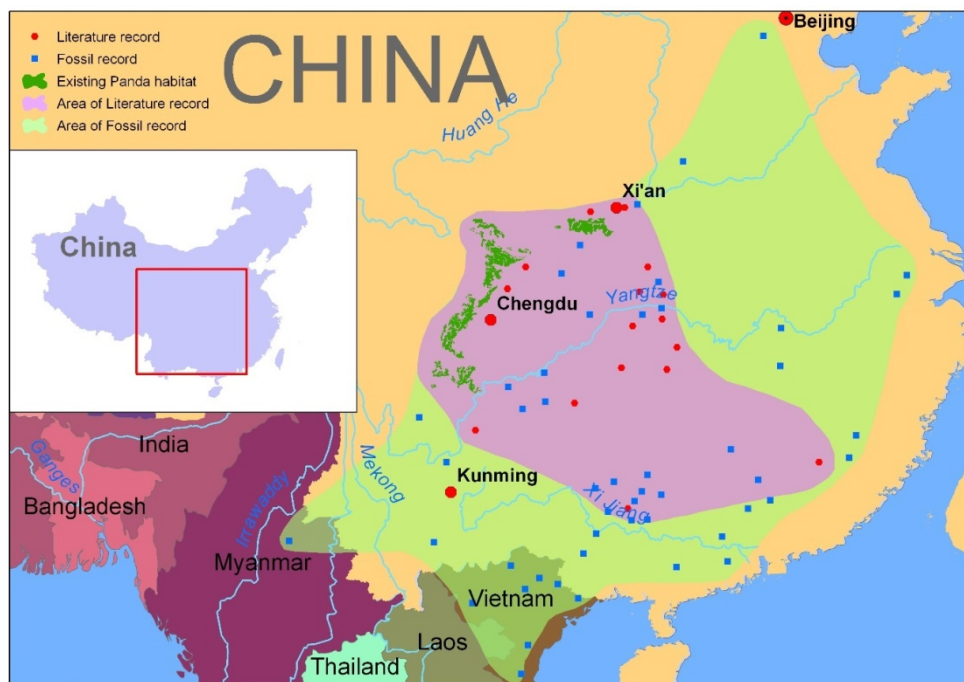 Literature record
Fossil record
Existing Panda habitat
Area of Literature record
Area of Fossil record
CHINA
Beijing
Huang He
Xi'an
China
Chengdu
Yangtze
India
Ganges
Bangladesh
Irrawaddy
Mekong
Kunming
Xi Jiang
Myanmar
Vietnam
Laos
Thailand